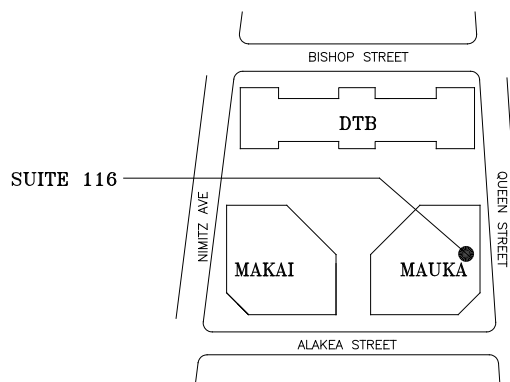 BISHOP STREET
DTB
SUITE 116
NIMITZ AVE
QUEEN STREET
MAKAI
MAUKA
ALAKEA STREET